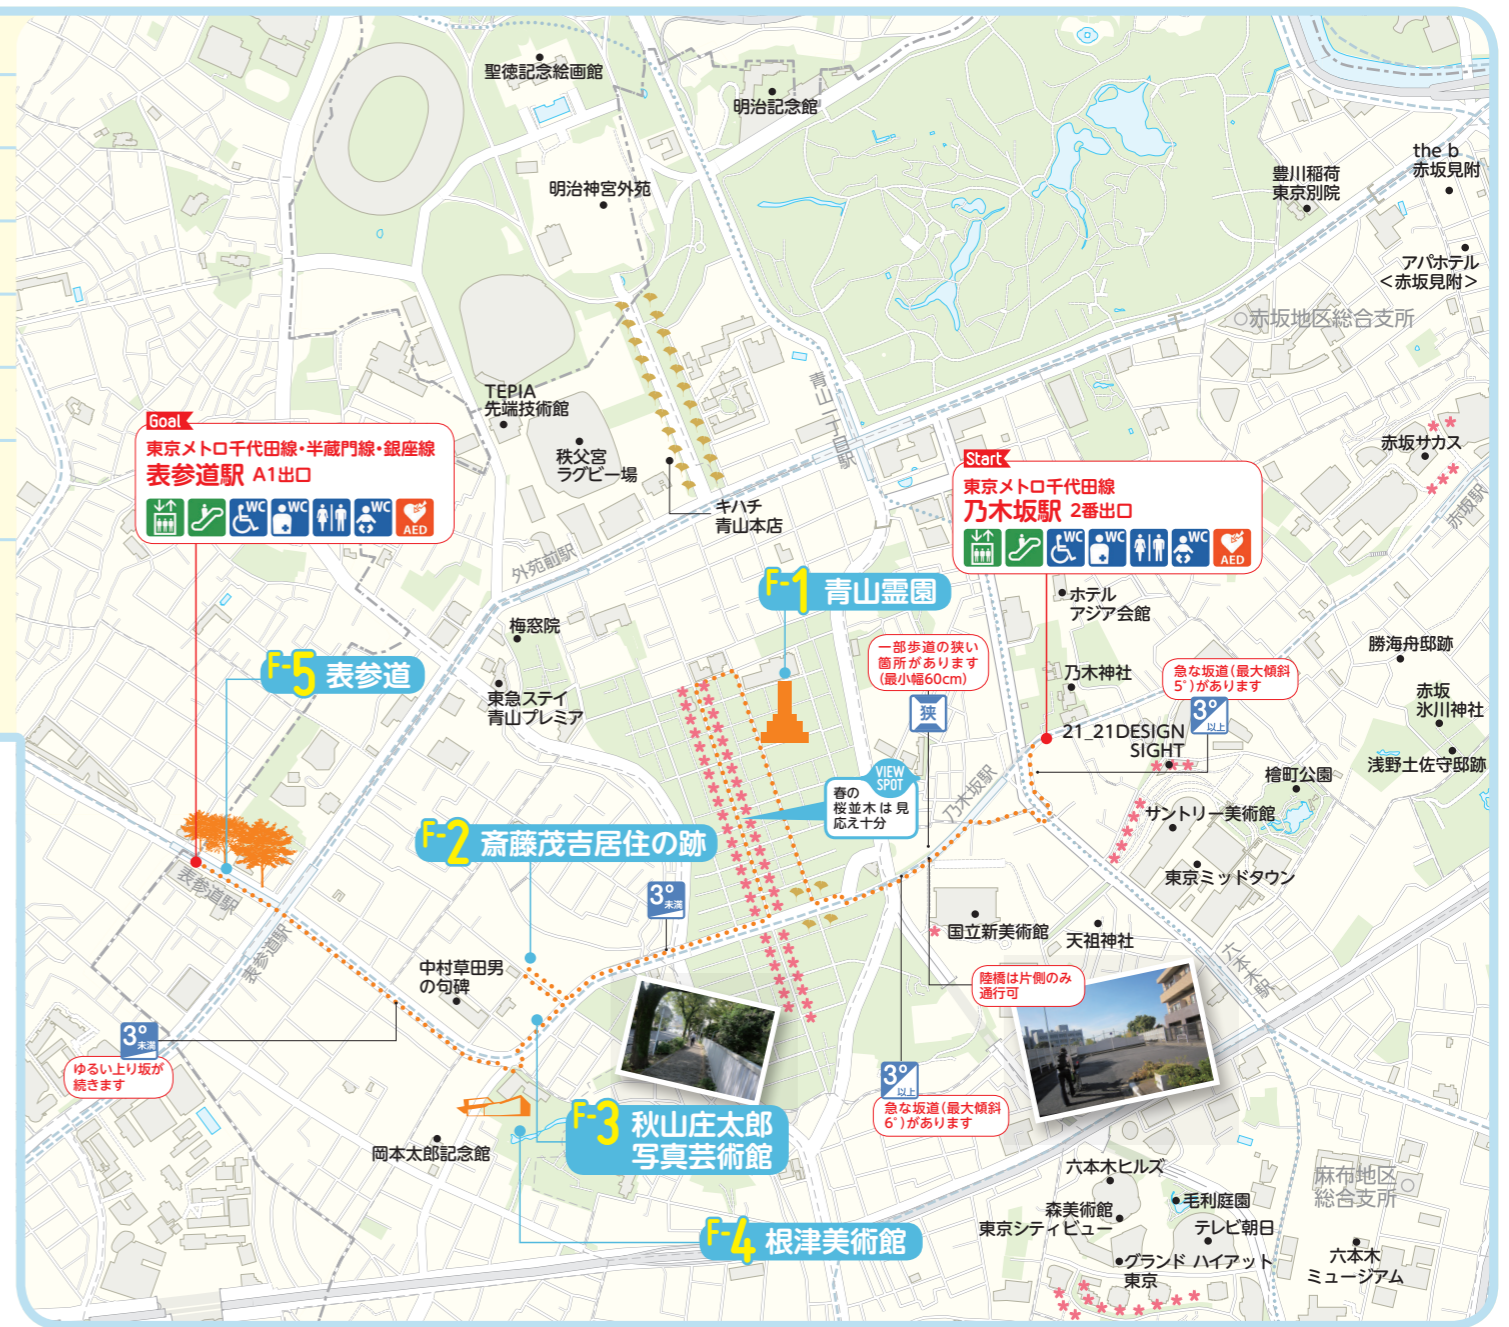 聖徳記念絵画館
明治記念館
明治神宮外苑
the b
赤坂見附
豊川稲荷
東京別院
アパホテル
＜赤坂見附＞
赤坂地区総合支所
青山一丁目駅
TEPIA
先端技術館
秩父宮
ラグビー場
キハチ
青山本店
外苑前駅
Goal
東京メトロ千代田線・半蔵門線・銀座線
表参道駅 A1出口
WC
WC
WC
AED
Start
東京メトロ千代田線
乃木坂駅 2番出口
WC
WC
WC
AED
赤坂サカス
赤坂駅
F-1 青山霊園
ホテル
アジア会館
梅窓院
一部歩道の狭い
箇所があります
(最小幅60cm)
狭
乃木神社
急な坂道(最大傾斜
5°)があります
3°
以上
勝海舟邸跡
赤坂
氷川神社
F-5 表参道
東急ステイ
青山プレミア
21_21DESIGN
SIGHT
浅野土佐守邸跡
檜町公園
VIEW
SPOT
春の
桜並木は見
応え十分
乃木坂駅
サントリー美術館
F-2 斎藤茂吉居住の跡
東京ミッドタウン
表参道駅
3°
未満
国立新美術館
天祖神社
表参道駅
中村草田男
の句碑
陸橋は片側のみ
通行可
六本木駅
3°
未満
ゆるい上り坂が
続きます
3°
以上
急な坂道(最大傾斜
6°)があります
F-3 秋山庄太郎
写真芸術館
岡本太郎記念館
六本木ヒルズ
麻布地区
総合支所
毛利庭園
森美術館
東京シティビュー
テレビ朝日
F-4 根津美術館
グランド ハイアット
東京
六本木
ミュージアム